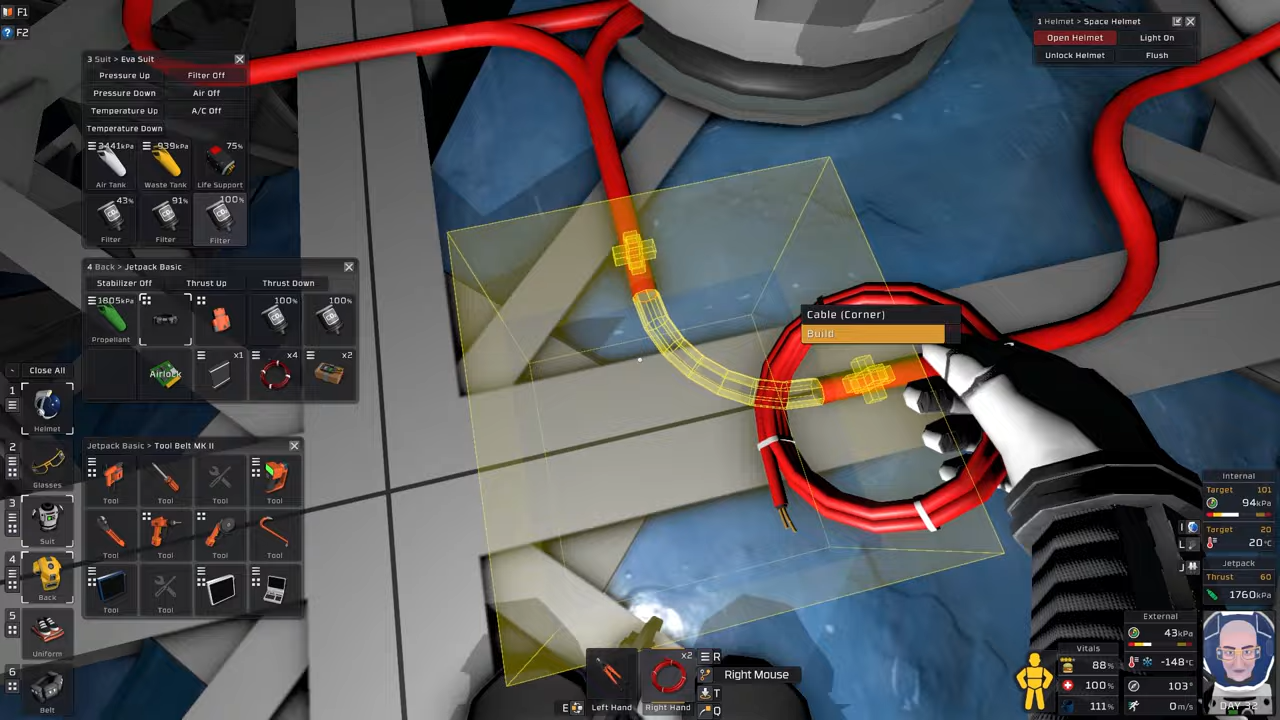 F1
F2
3 Suit > Eva Suit
Pressure Up
Filter Off
Pressure Down
Air Off
Temperature Up
A/C Off
Temperature Down
3441kPa
939kPa
75%
Air Tank
Waste Tank
Life Support
43%
91%
100%
Filter
Filter
Filter
4 Back > Jetpack Basic
Stabilizer Off
Thrust Up
Thrust Down
1805kPa
100%
100%
Propellant
x1
x4
x2
Airlock
Close All
1
Helmet
2
Glasses
3
Suit
4
Back
5
Uniform
6
Belt
Jetpack Basic > Tool Belt MK II
Tool
Tool
Tool
Tool
Tool
Tool
Tool
Tool
Tool
Tool
Tool
Tool
Cable (Corner)
Build
1 Helmet > Space Helmet
Open Helmet
Light On
Unlock Helmet
Flush
E
Left Hand
x2
Right Hand
R
T
Q
Right Mouse
Internal
Target 101
94kPa
Target 20
20°C
Jetpack
Thrust 60
1760kPa
External
43kPa
-148°C
103°
0m/s
Vitals
88%
100%
111%
DAY 32